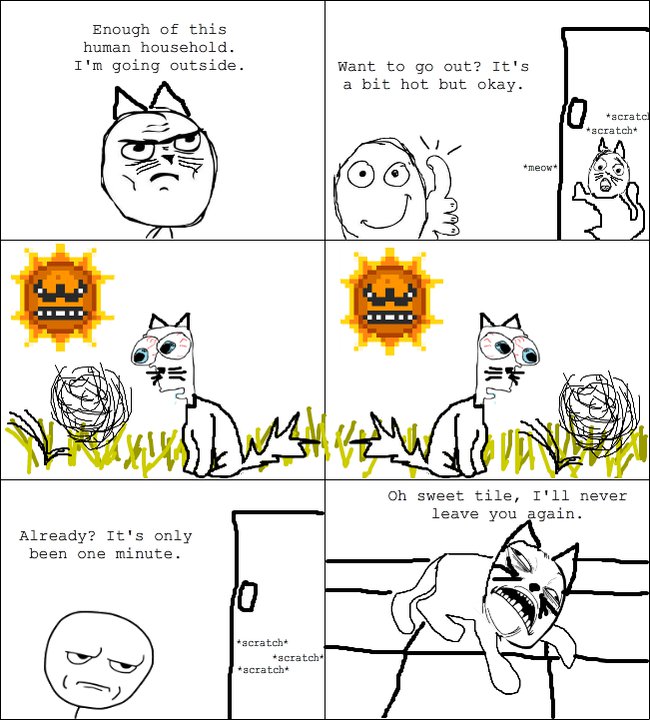 Enough of this
human household.
I'm going outside.
Want to go out? It's
a bit hot but okay.
*scratch
*scratch*
*meow*
Already? It's only
been one minute.
*scratch*
*scratch*
*scratch*
Oh sweet tile, I'll never
leave you again.